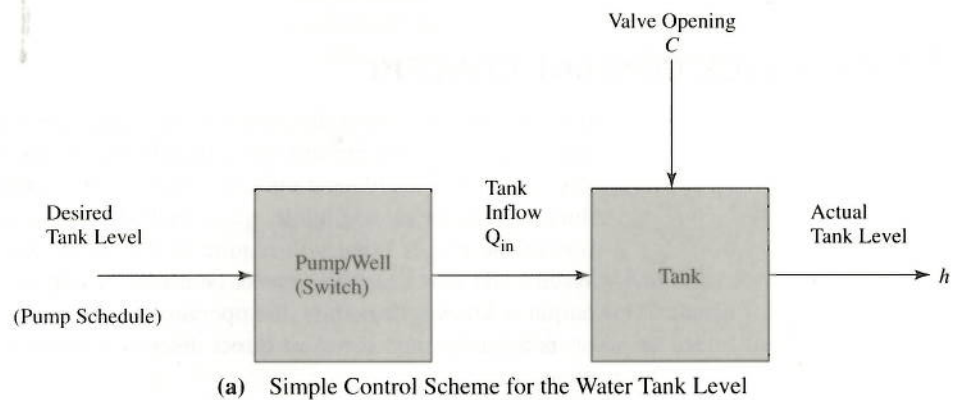 Valve Opening
C
Desired
Tank Level
(Pump Schedule)
Pump/Well
(Switch)
Tank
Inflow
Qin
Tank
Actual
Tank Level
h
(a) Simple Control Scheme for the Water Tank Level